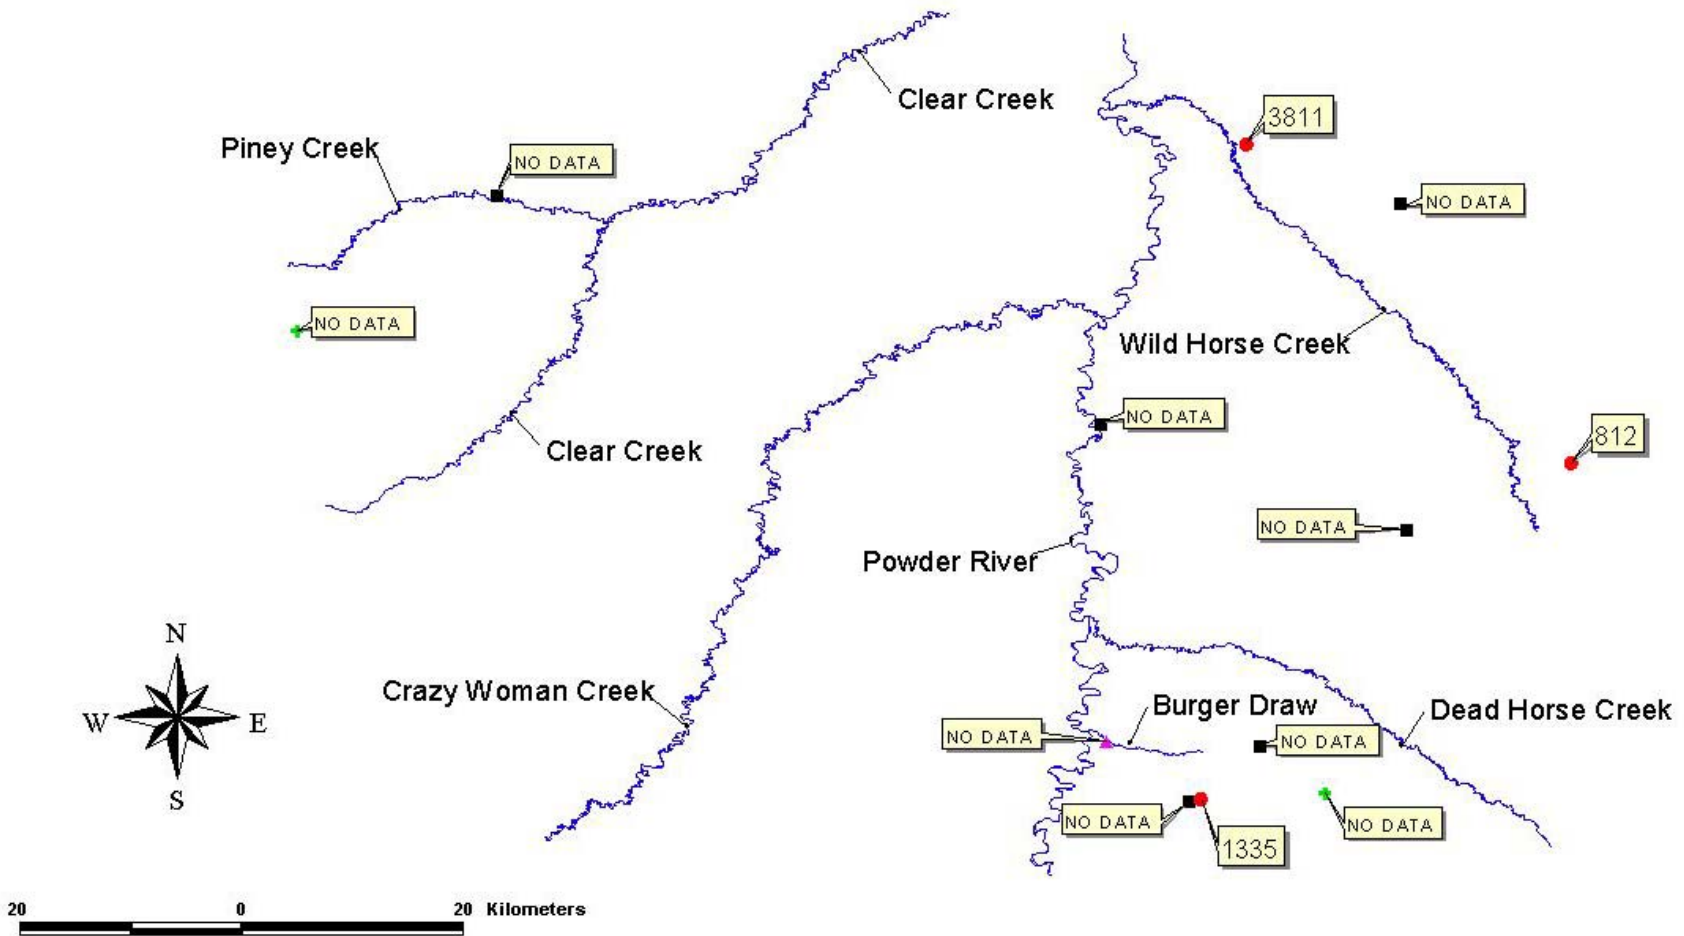 Clear Creek
3811
Piney Creek
NO DATA
NO DATA
NO DATA
Wild Horse Creek
NO DATA
812
Clear Creek
NO DATA
Powder River
N
W
E
S
Crazy Woman Creek
Burger Draw
Dead Horse Creek
NO DATA
NO DATA
NO DATA
NO DATA
1335
20 0 20 Kilometers